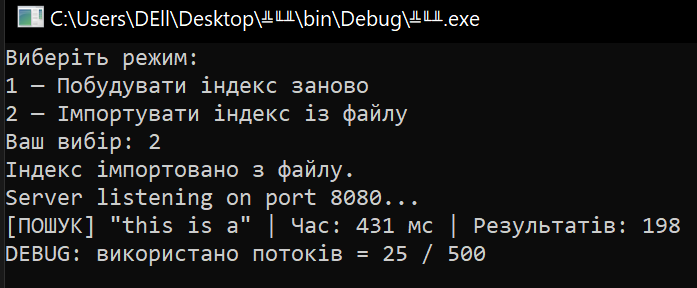 C:\Users\DEll\Desktop\╩╙╙\bin\Debug\╩╙╙.exe
Виберіть режим:
1 — Побудувати індекс заново
2 — Імпортувати індекс із файлу
Ваш вибір: 2
Індекс імпортовано з файлу.
Server listening on port 8080...
[ПОШУК] "this is a" | Час: 431 мс | Результатів: 198
DEBUG: використано потоків = 25 / 500